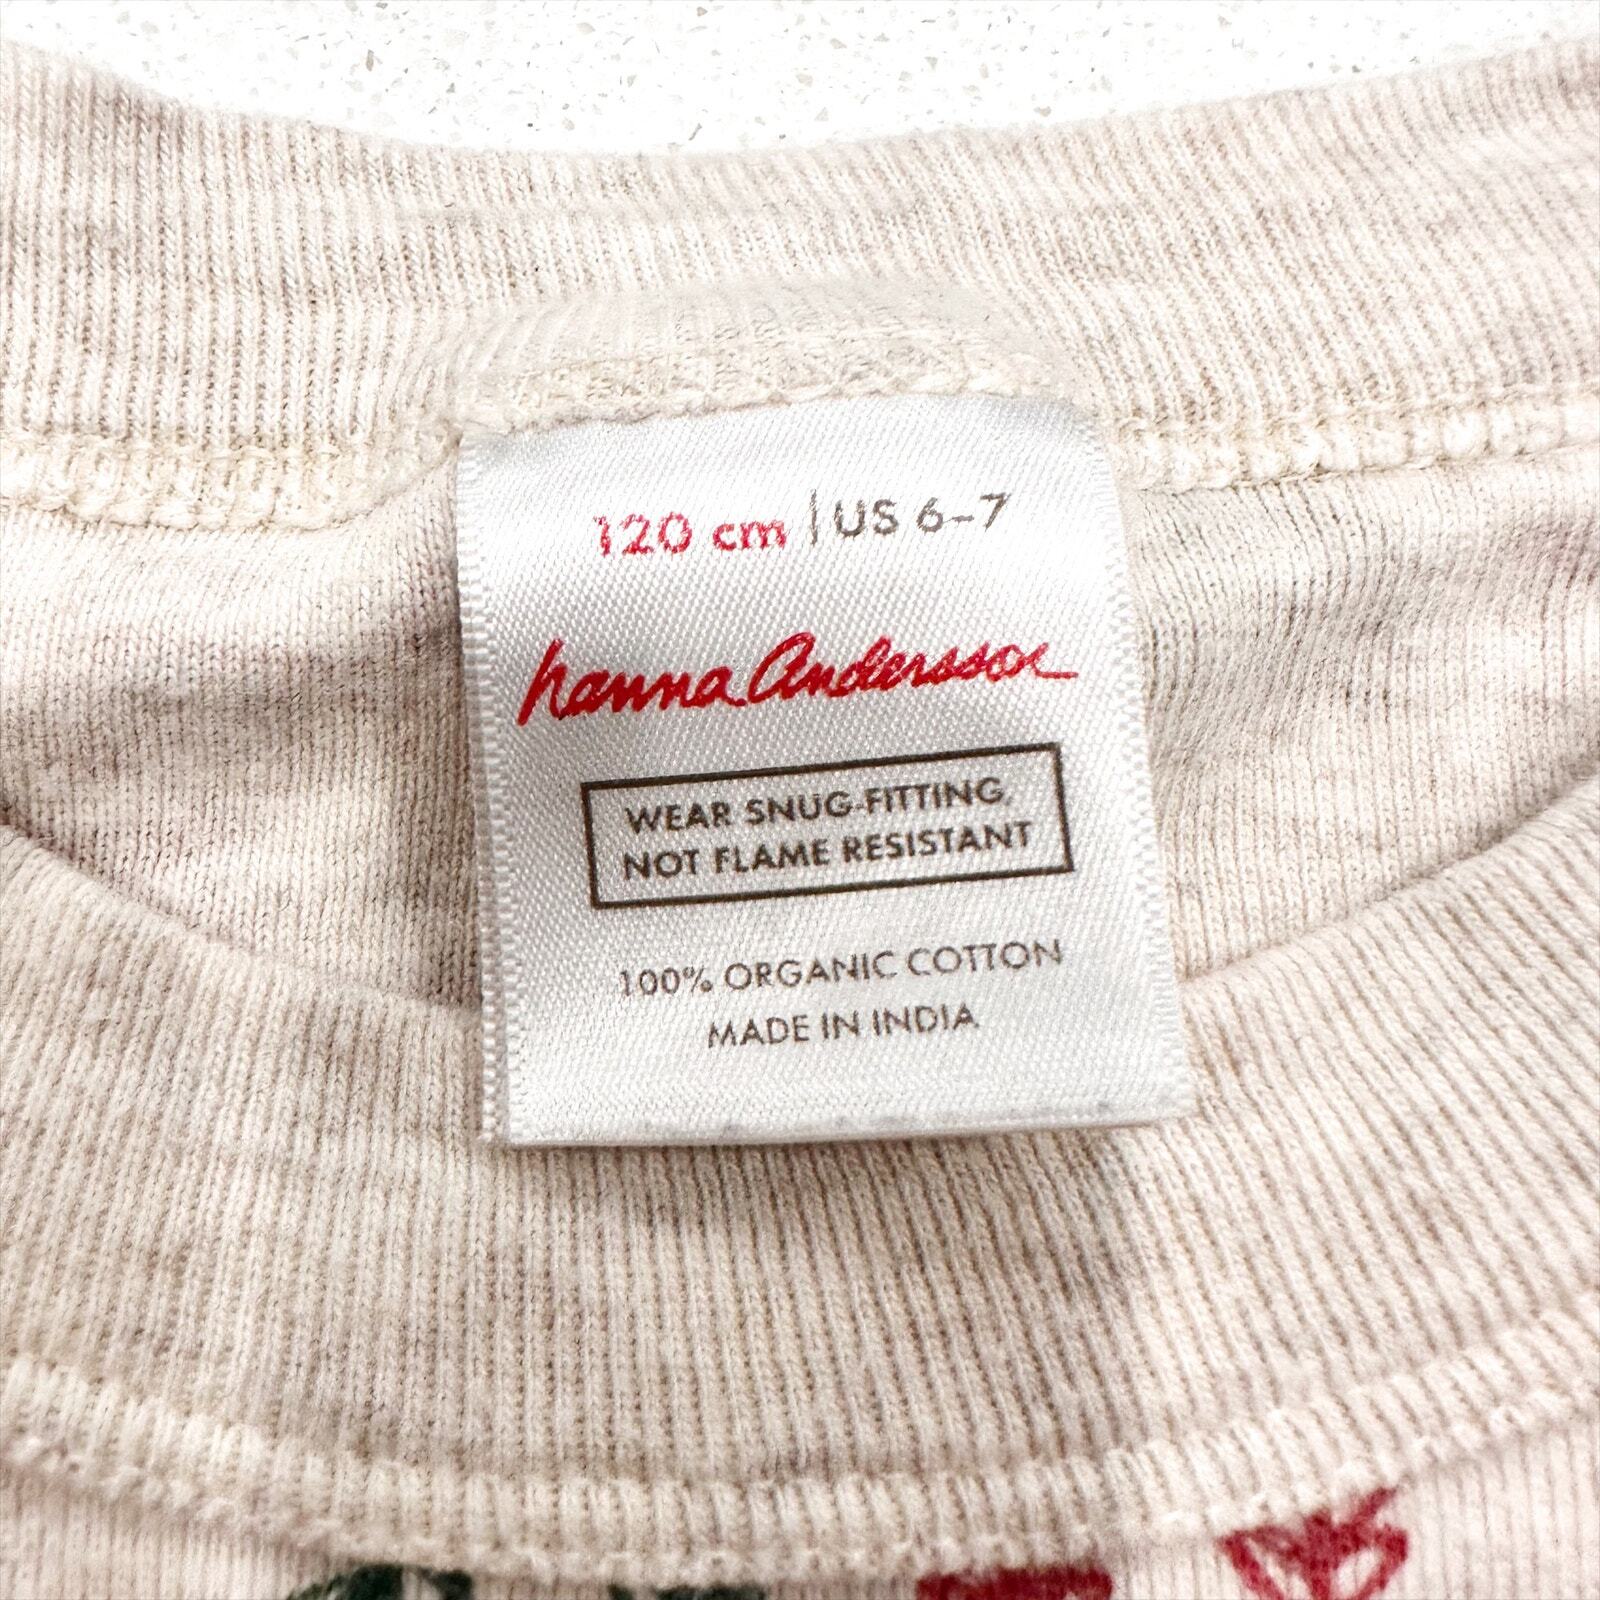 120 cm | US 6-7
hanna Andersson
WEAR SNUG-FITTING,
NOT FLAME RESISTANT
100% ORGANIC COTTON
MADE IN INDIA